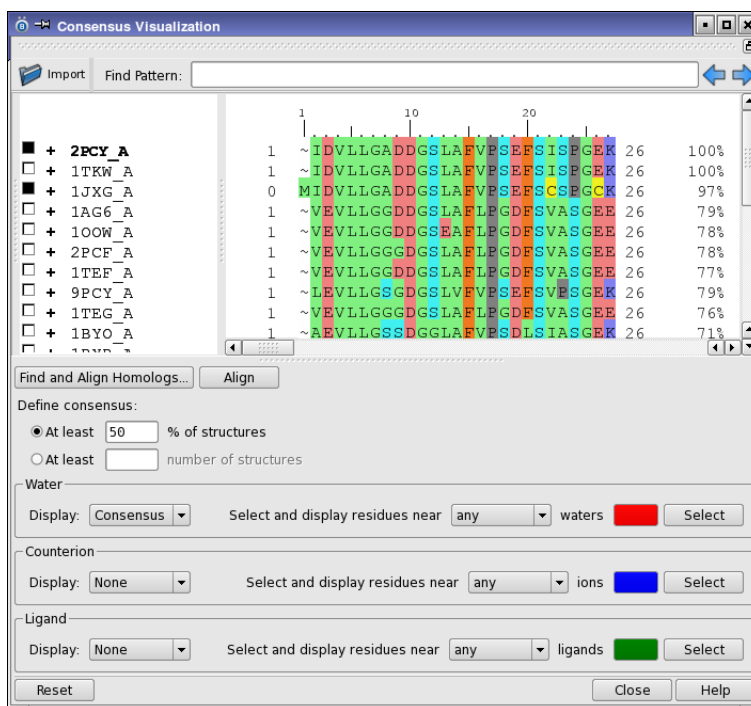 Consensus Visualization
Import Find Pattern:
1 10 20
+ 2PCY_A 1 ~IDVLLGADDGSLAFVPSEFSISPGEK 26 100%
+ 1TKW_A 1 ~IDVLLGADDGSLAFVPSEFSISPGEK 26 100%
+ 1JXG_A 0 MIDVLLGADDGSLAFVPSEFSCSPGCK 26 97%
+ 1AG6_A 1 ~VEVLLGGDDGSLAFLPGDFSVASGEE 26 79%
+ 1OOW_A 1 ~VEVLLGGDDGSEAFLPGDFSVASGEE 26 78%
+ 2PCF_A 1 ~VEVLLGGGDGSLAFLPGDFSVASGEE 26 78%
+ 1TEF_A 1 ~VEVLLGGDDGSLAFLPGDFSVASGEE 26 77%
+ 9PCY_A 1 ~LEVLLGSGDGSLVFVPSEFSVPSGEK 26 79%
+ 1TEG_A 1 ~VEVLLGGGDGSLAFLPGDFSVASGEE 26 76%
+ 1BYO_A 1 ~AEVLLGSSDGGLAFVPSDLSIASGEK 26 71%
Find and Align Homologs... Align
Define consensus:
At least 50 % of structures
At least number of structures
Water
Display: Consensus Select and display residues near any waters Select
Counterion
Display: None Select and display residues near any ions Select
Ligand
Display: None Select and display residues near any ligands Select
Reset Close Help